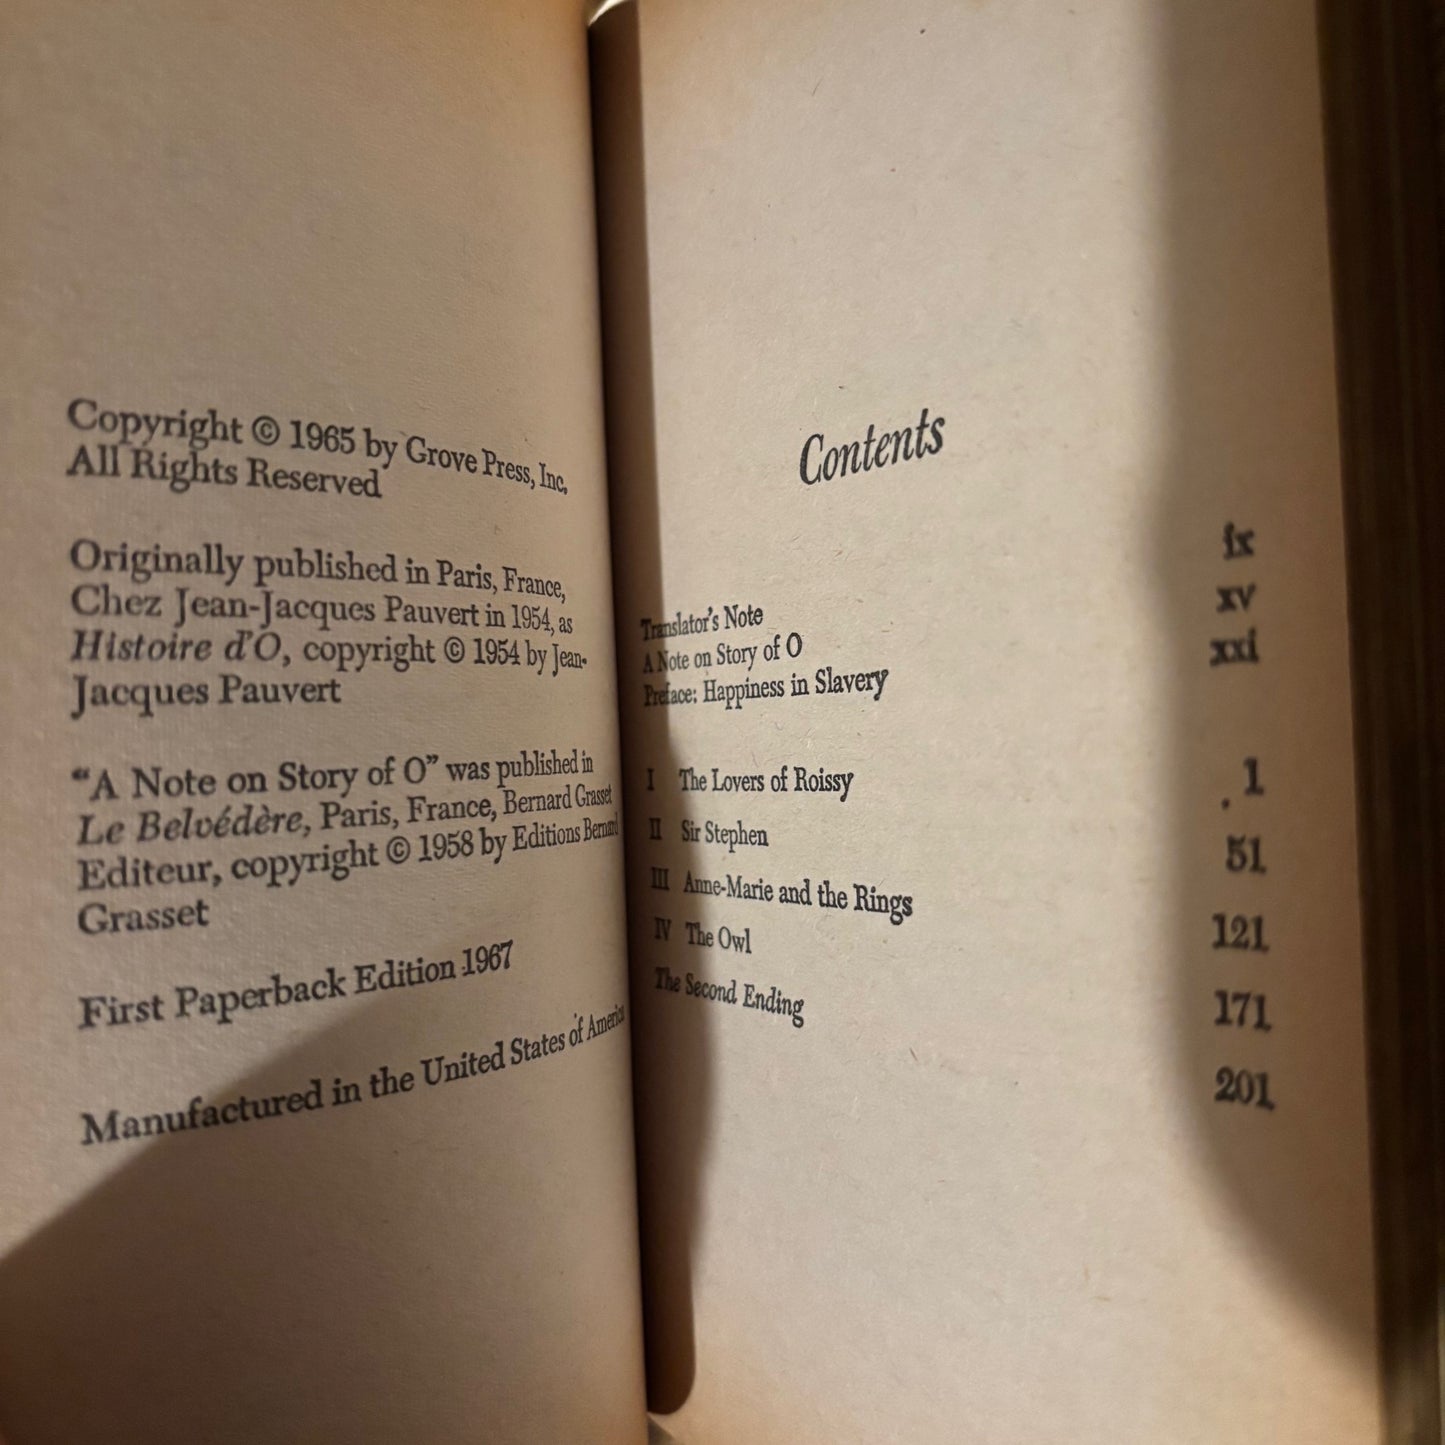 Copyright © 1965 by Grove Press, Inc.
All Rights Reserved
Originally published in Paris, France,
Chez Jean-Jacques Pauvert in 1954, as
Histoire d'O, copyright © 1954 by Jean-
Jacques Pauvert
“A Note on Story of O” was published in
Le Belvédère, Paris, France, Bernard Grasset
Editeur, copyright © 1958 by Editions Bernard
Grasset
First Paperback Edition 1967
Manufactured in the United States of America
Contents
Translator's Note ix
A Note on Story of O xv
Preface: Happiness in Slavery xxi
I The Lovers of Roissy 1
II Sir Stephen 51
III Anne-Marie and the Rings 121
IV The Owl 171
The Second Ending 201